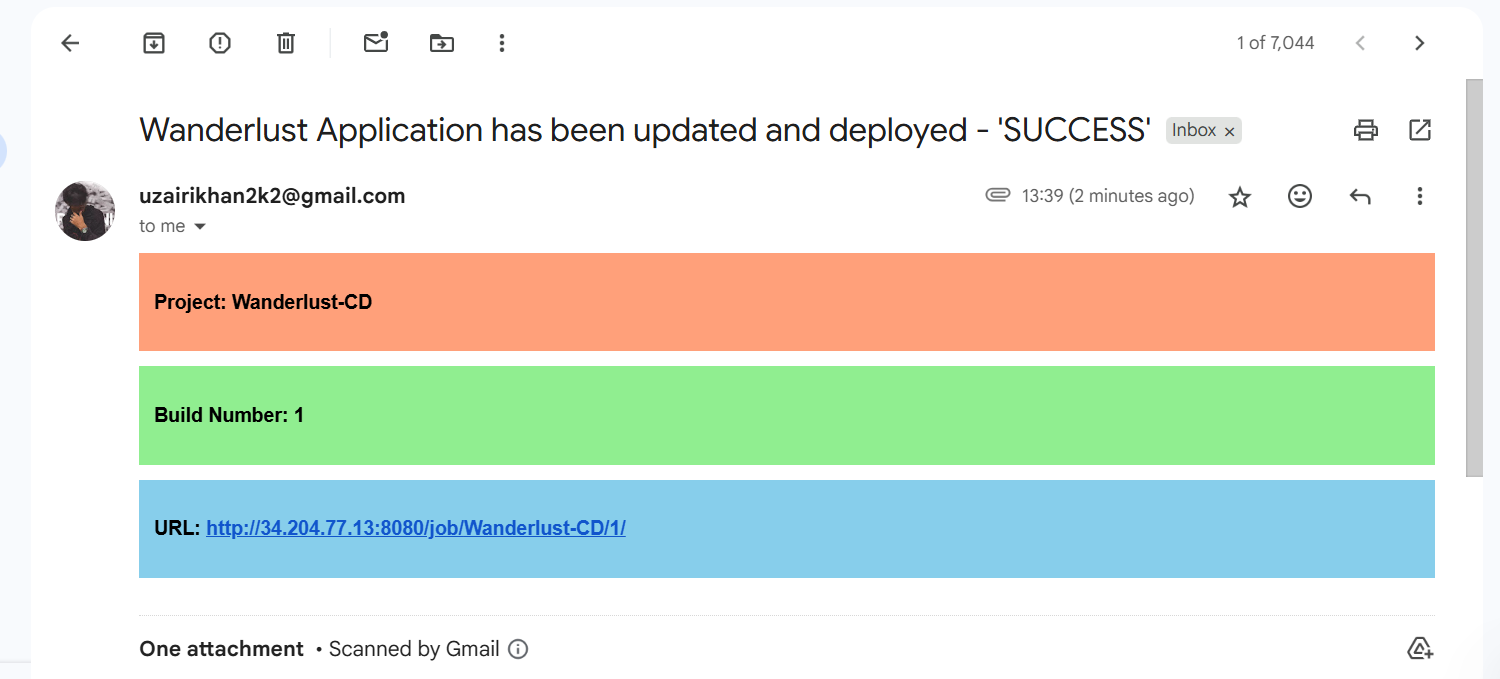 1 of 7,044
Wanderlust Application has been updated and deployed - 'SUCCESS' Inbox ×
uzairikhan2k2@gmail.com 13:39 (2 minutes ago)
to me
Project: Wanderlust-CD
Build Number: 1
URL: http://34.204.77.13:8080/job/Wanderlust-CD/1/
One attachment • Scanned by Gmail